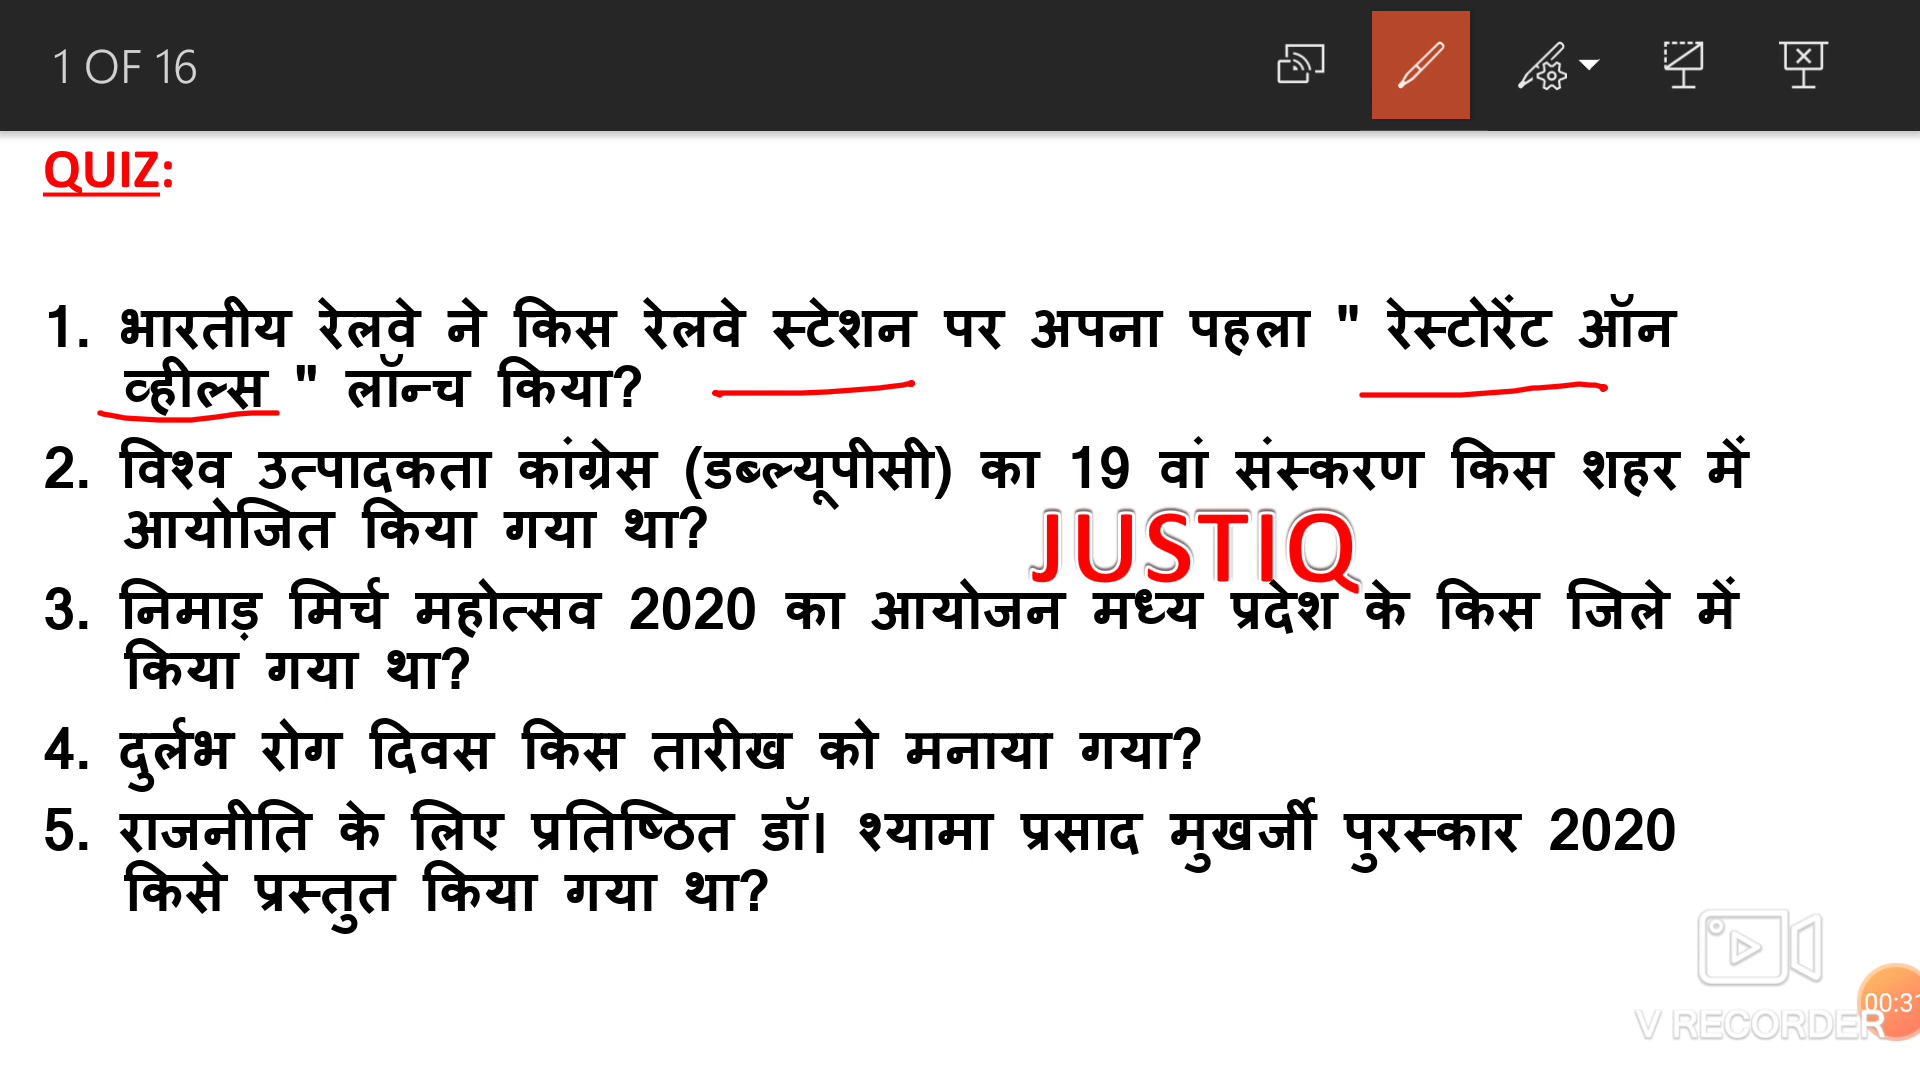 1 OF 16
QUIZ:
1. भारतीय रेलवे ने किस रेलवे स्टेशन पर अपना पहला " रेस्टोरेंट ऑन
व्हील्स " लॉन्च किया?
2. विश्व उत्पादकता कांग्रेस (डब्ल्यूपीसी) का 19 वां संस्करण किस शहर में
आयोजित किया गया था?
JUSTIQ
3. निमाड़ मिर्च महोत्सव 2020 का आयोजन मध्य प्रदेश के किस जिले में
किया गया था?
4. दुर्लभ रोग दिवस किस तारीख को मनाया गया?
5. राजनीति के लिए प्रतिष्ठित डॉ। श्यामा प्रसाद मुखर्जी पुरस्कार 2020
किसे प्रस्तुत किया गया था?
00:31
V RECORDER